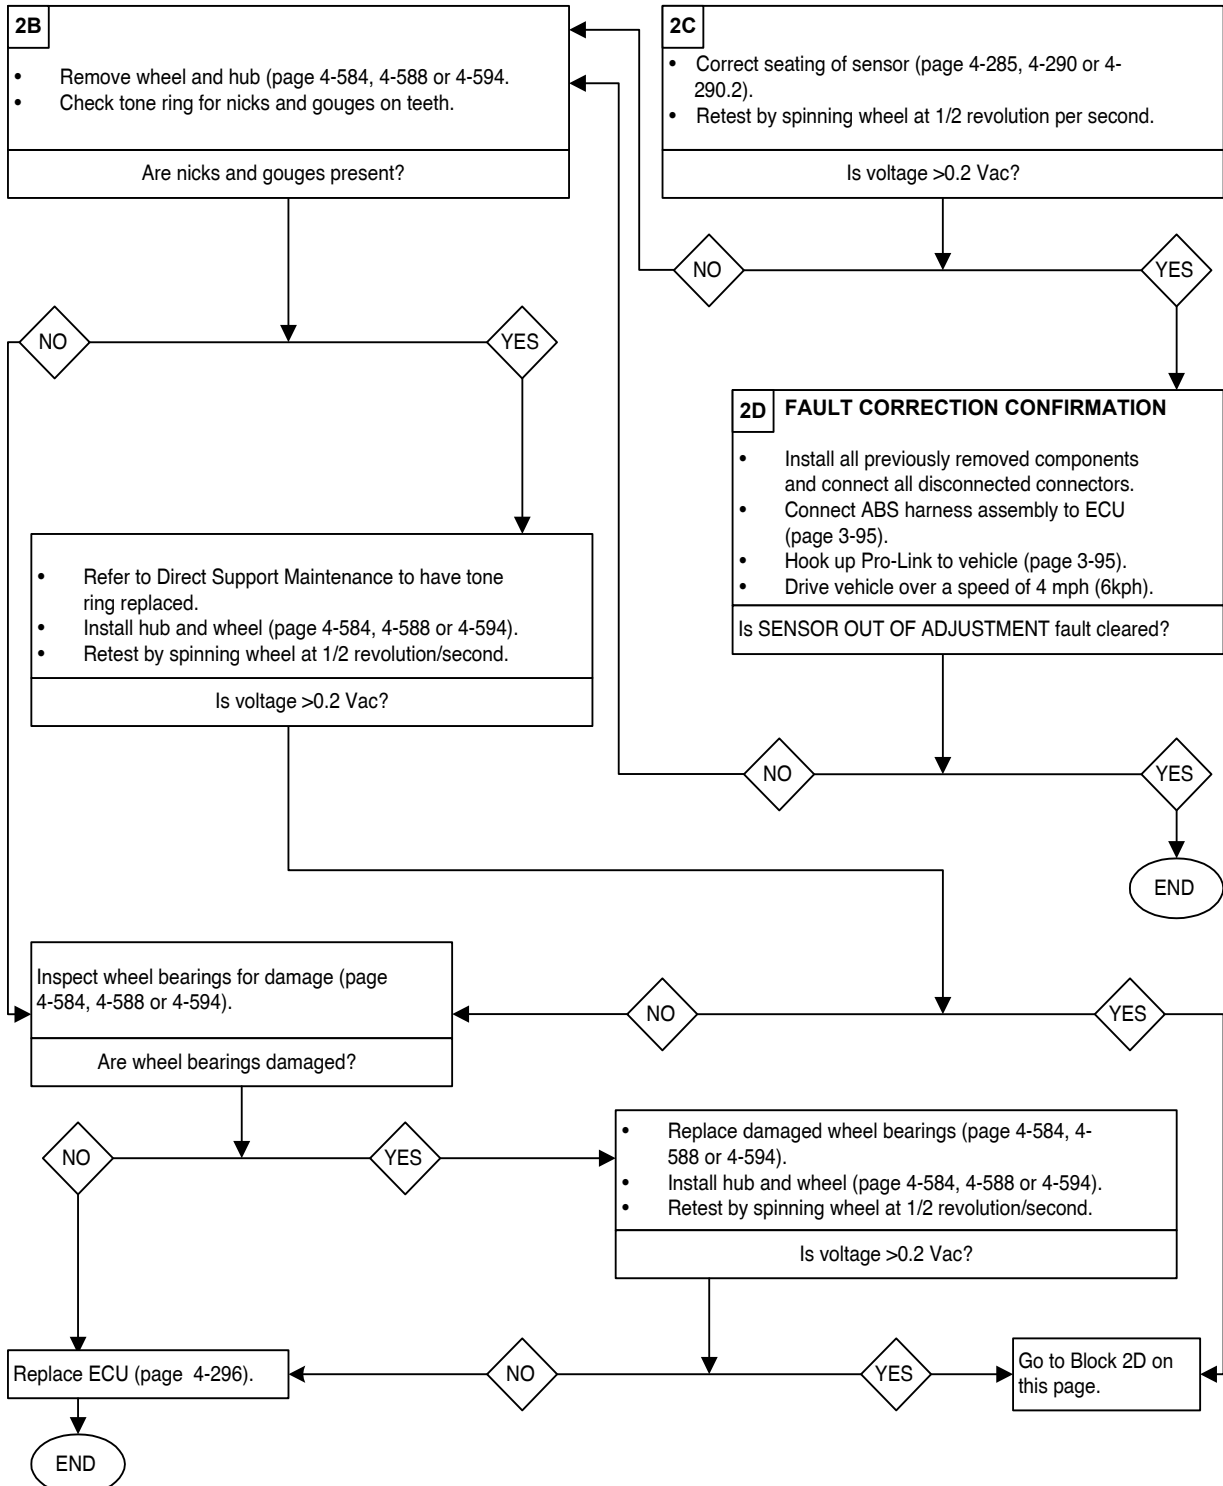 2B
• Remove wheel and hub (page 4-584, 4-588 or 4-594.
• Check tone ring for nicks and gouges on teeth.
Are nicks and gouges present?
2C
• Correct seating of sensor (page 4-285, 4-290 or 4-
290.2).
• Retest by spinning wheel at 1/2 revolution per second.
Is voltage >0.2 Vac?
NO
YES
NO
YES
2D FAULT CORRECTION CONFIRMATION
• Install all previously removed components
and connect all disconnected connectors.
• Connect ABS harness assembly to ECU
(page 3-95).
• Hook up Pro-Link to vehicle (page 3-95).
• Drive vehicle over a speed of 4 mph (6kph).
Is SENSOR OUT OF ADJUSTMENT fault cleared?
• Refer to Direct Support Maintenance to have tone
ring replaced.
• Install hub and wheel (page 4-584, 4-588 or 4-594).
• Retest by spinning wheel at 1/2 revolution/second.
Is voltage >0.2 Vac?
NO
YES
END
Inspect wheel bearings for damage (page
4-584, 4-588 or 4-594).
Are wheel bearings damaged?
NO
YES
NO
YES
• Replace damaged wheel bearings (page 4-584, 4-
588 or 4-594).
• Install hub and wheel (page 4-584, 4-588 or 4-594).
• Retest by spinning wheel at 1/2 revolution/second.
Is voltage >0.2 Vac?
Replace ECU (page 4-296).
NO
YES
Go to Block 2D on
this page.
END